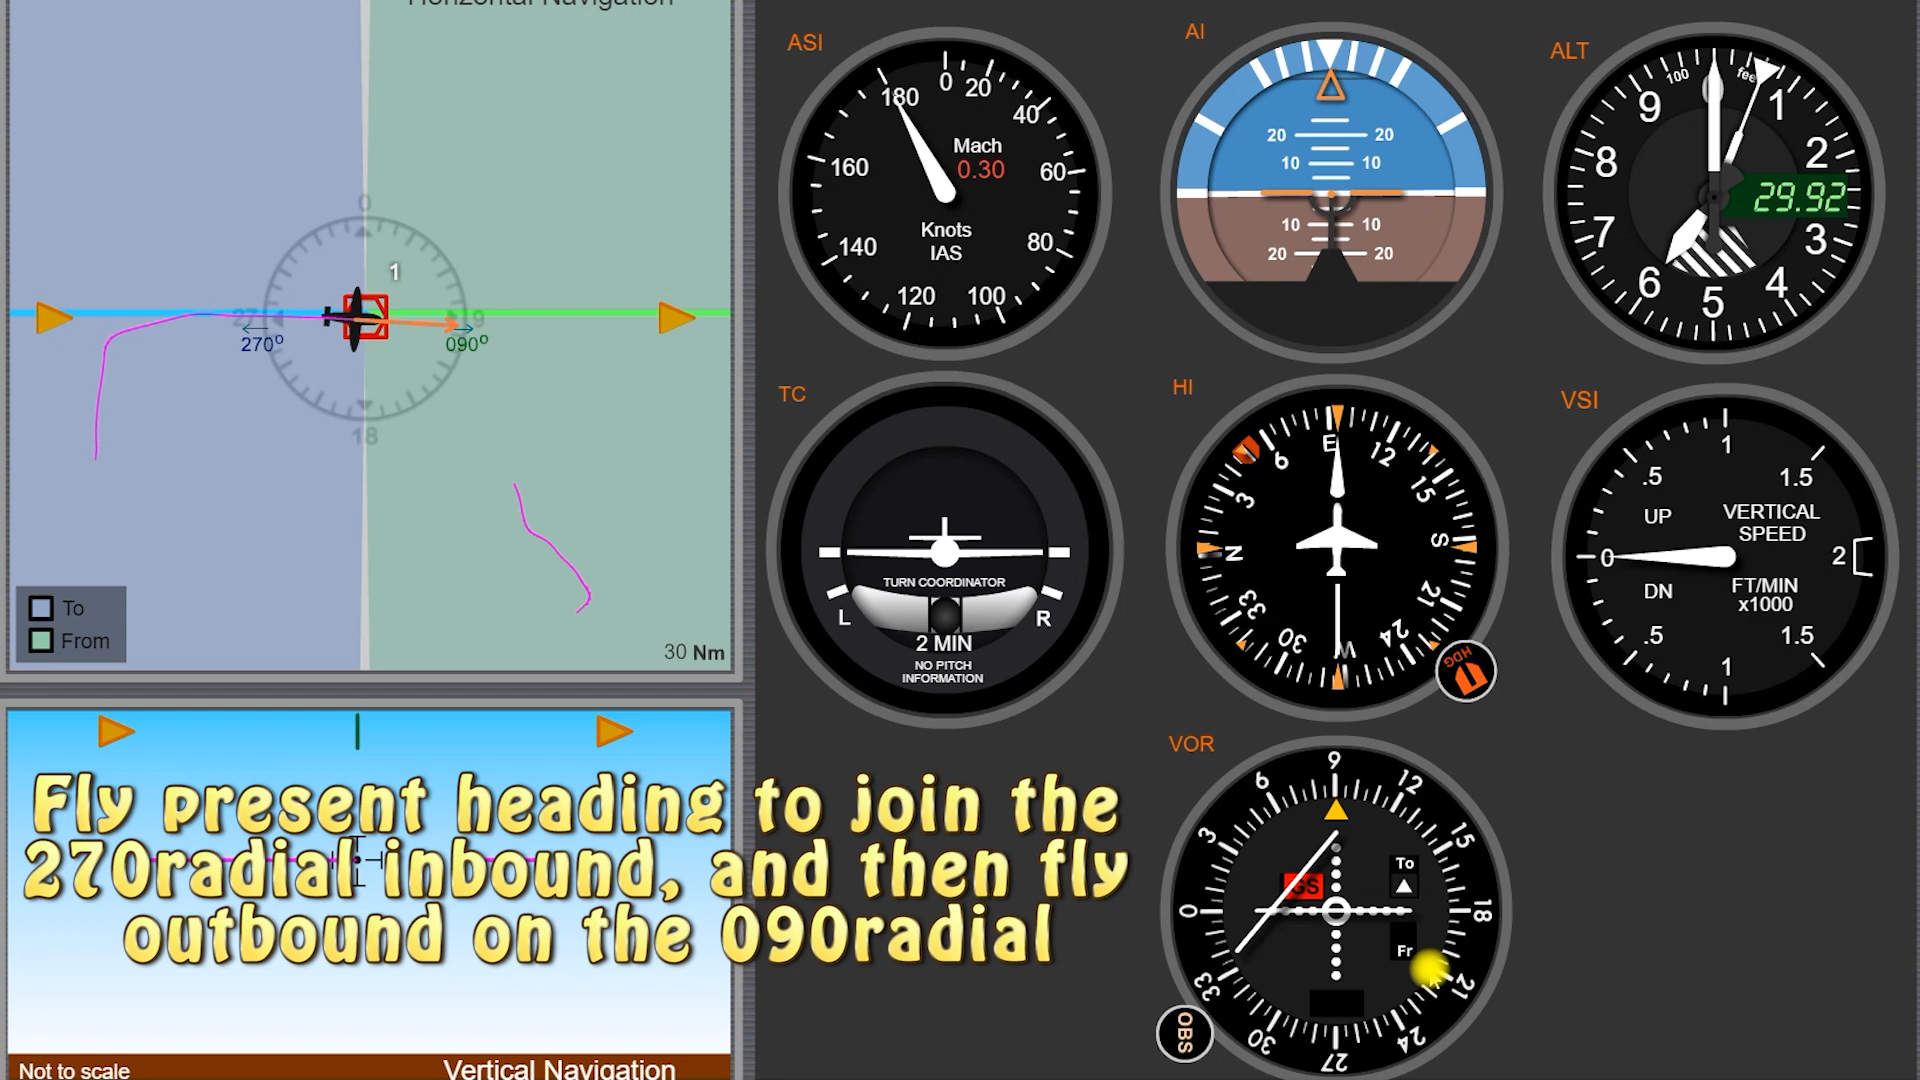 Horizontal Navigation
0
1
27
9
270º
090º
18
To
From
30 Nm
Fly present heading to join the
270radial inbound, and then fly
outbound on the 090radial
Not to scale
Vertical Navigation
ASI
0
20
40
60
80
100
120
140
160
180
Mach
0.30
Knots
IAS
AI
20 20
10 10
10 10
20 20
ALT
100
feet
9
1
8
2
29.92
7
3
6
4
5
TC
TURN COORDINATOR
L
R
2 MIN
NO PITCH
INFORMATION
HI
E
12
15
S
21
24
W
30
33
N
3
6
HDG
VSI
1
.5
1.5
UP
VERTICAL
SPEED
0
2
DN
FT/MIN
x1000
.5
1.5
1
VOR
9
12
15
18
21
24
27
30
33
0
3
6
To
GS
Fr
OBS